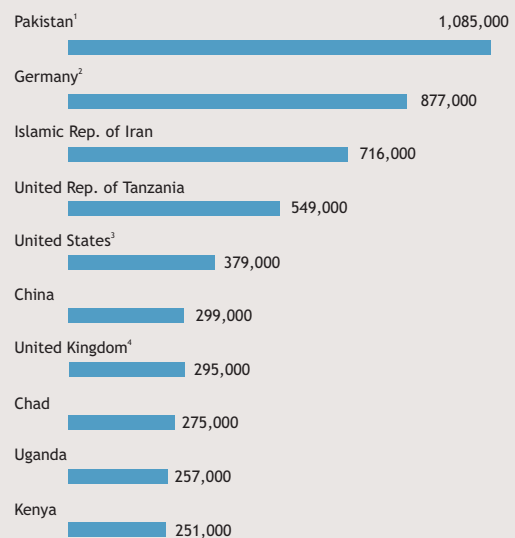 Pakistan¹ 1,085,000
Germany² 877,000
Islamic Rep. of Iran
716,000
United Rep. of Tanzania
549,000
United States³
379,000
China
299,000
United Kingdom⁴
295,000
Chad
275,000
Uganda
257,000
Kenya
251,000